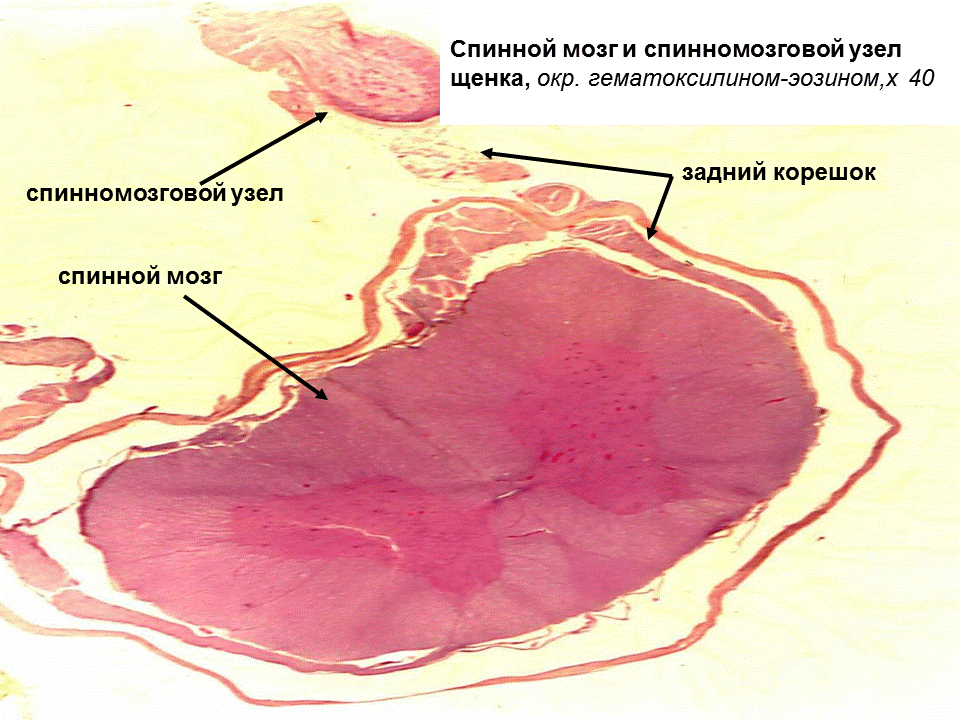 Спинной мозг и спинномозговой узел
щенка, окр. гематоксилином-эозином,х 40
задний корешок
спинномозговой узел
спинной мозг